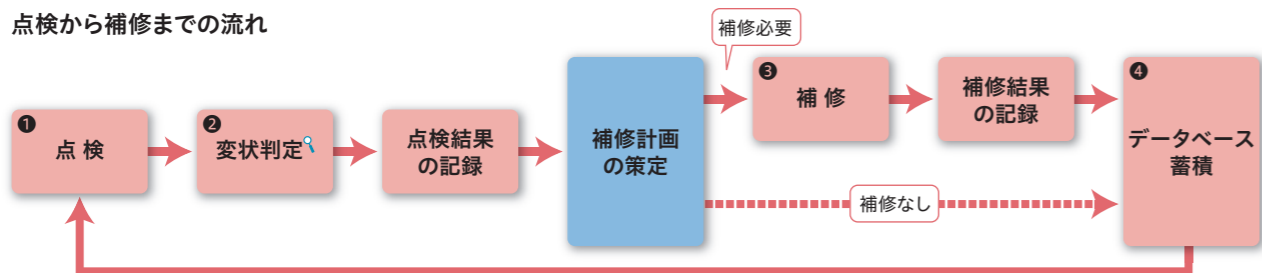 点検から補修までの流れ
❶
点 検
❷
変状判定
点検結果
の記録
補修計画
の策定
補修必要
❸
補 修
補修結果
の記録
補修なし
❹
データベース
蓄積